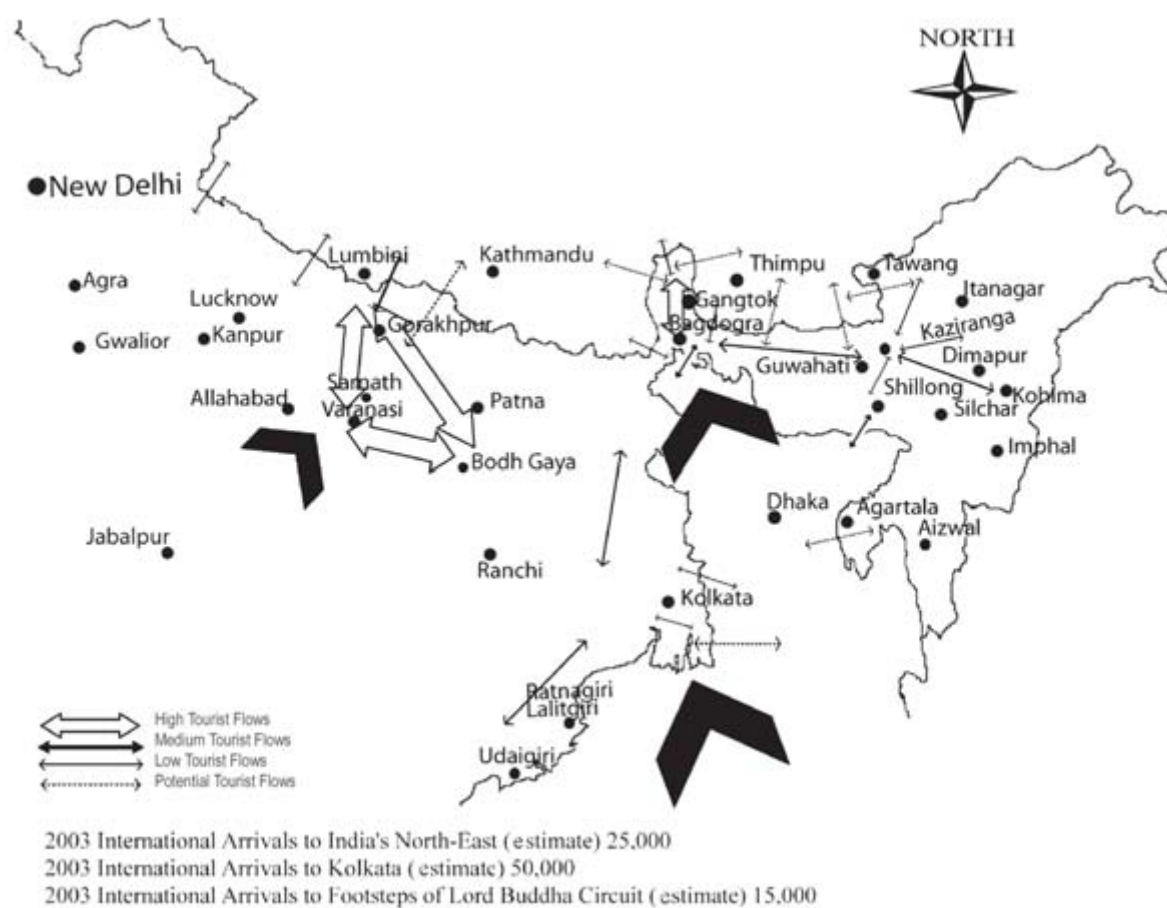 NORTH
New Delhi
Agra
Lucknow
Gwalior
Kanpur
Lumbini
Kathmandu
Gorakhpur
Allahabad
Sarnath
Varanasi
Patna
Bodh Gaya
Jabalpur
Ranchi
Thimpu
Gangtok
Bagdogra
Tawang
Itanagar
Kaziranga
Guwahati
Dimapur
Shillong
Kohlma
Silchar
Imphal
Dhaka
Agartala
Aizwal
Kolkata
Ratnagiri
Lalitgiri
Udaigiri
High Tourist Flows
Medium Tourist Flows
Low Tourist Flows
Potential Tourist Flows
2003 International Arrivals to India's North-East (estimate) 25,000
2003 International Arrivals to Kolkata (estimate) 50,000
2003 International Arrivals to Footsteps of Lord Buddha Circuit (estimate) 15,000